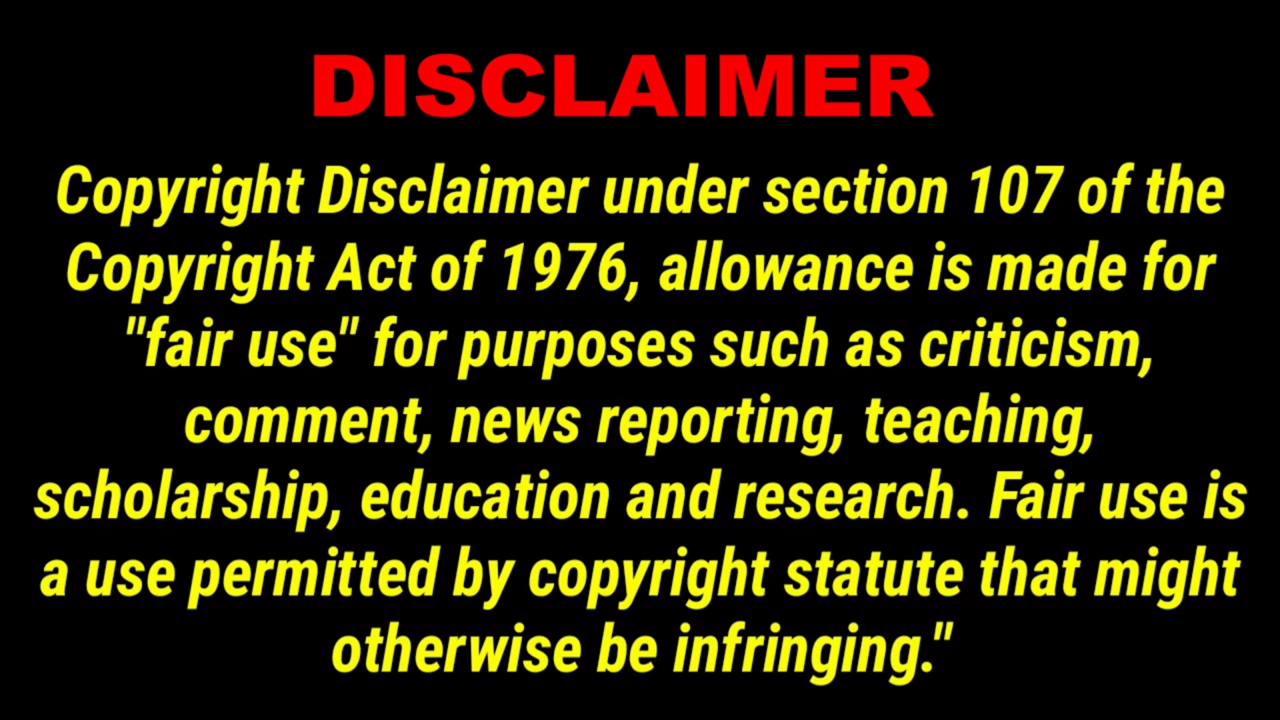 DISCLAIMER
Copyright Disclaimer under section 107 of the
Copyright Act of 1976, allowance is made for
"fair use" for purposes such as criticism,
comment, news reporting, teaching,
scholarship, education and research. Fair use is
a use permitted by copyright statute that might
otherwise be infringing."